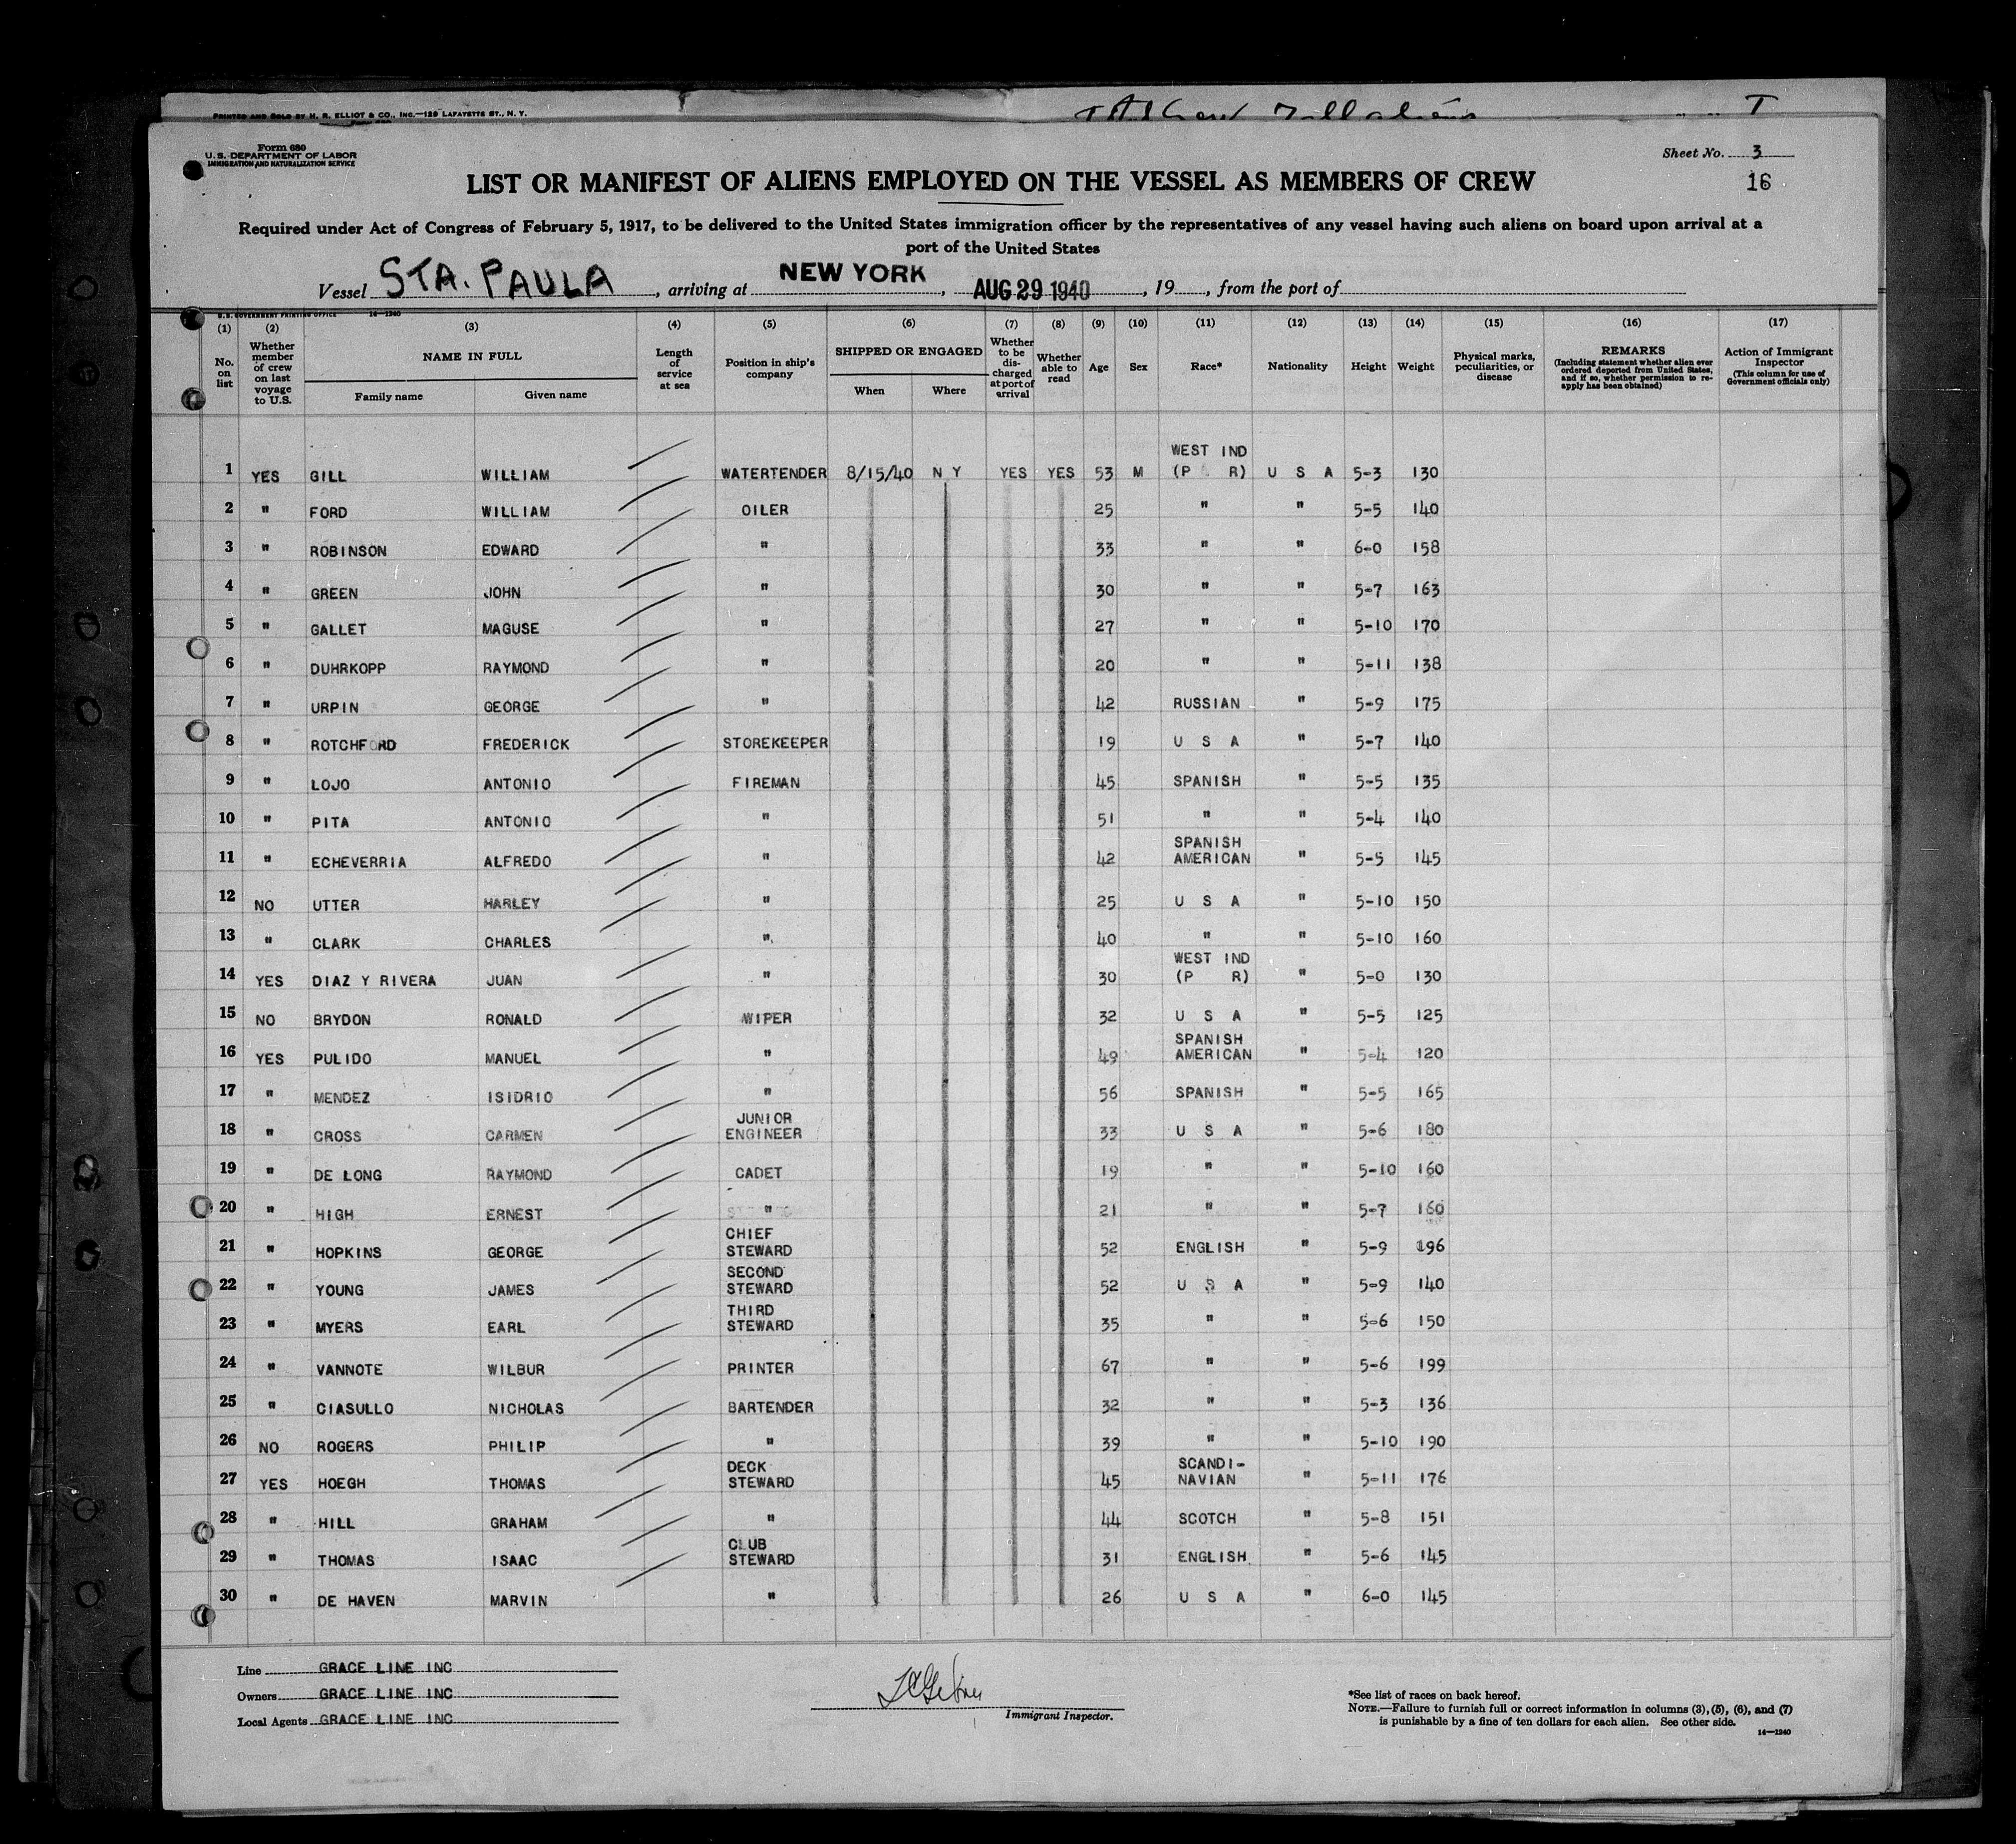 PRINTED AND SOLD BY H. R. ELLIOT & CO., INC.—129 LAFAYETTE ST., N. Y.
Form 680
U. S. DEPARTMENT OF LABOR
IMMIGRATION AND NATURALIZATION SERVICE
Sheet No. 3
16
LIST OR MANIFEST OF ALIENS EMPLOYED ON THE VESSEL AS MEMBERS OF CREW
Required under Act of Congress of February 5, 1917, to be delivered to the United States immigration officer by the representatives of any vessel having such aliens on board upon arrival at a
port of the United States
Vessel STA. PAULA, arriving at NEW YORK, AUG 29 1940, 19, from the port of
U. S. GOVERNMENT PRINTING OFFICE 14—1240
(1) (2) (3) (4) (5) (6) (7) (8) (9) (10) (11) (12) (13) (14) (15) (16) (17)
No. on list
Whether member of crew on last voyage to U.S.
NAME IN FULL
Family name
Given name
Length of service at sea
Position in ship's company
SHIPPED OR ENGAGED
When
Where
Whether to be discharged at port of arrival
Whether able to read
Age
Sex
Race*
Nationality
Height
Weight
Physical marks, peculiarities, or disease
REMARKS
(Including statement whether alien ever ordered deported from United States, and if so, whether permission to reapply has been obtained)
Action of Immigrant Inspector
(This column for use of Government officials only)
1 YES GILL WILLIAM WATERTENDER 8/15/40 N Y YES YES 53 M WEST IND (P R) U S A 5-3 130
2 " FORD WILLIAM OILER 25 " " 5-5 140
3 " ROBINSON EDWARD " 33 " " 6-0 158
4 " GREEN JOHN " 30 " " 5-7 163
5 " GALLET MAGUSE " 27 " " 5-10 170
6 " DUHRKOPP RAYMOND " 20 " " 5-11 138
7 " URPIN GEORGE " 42 RUSSIAN " 5-9 175
8 " ROTCHFORD FREDERICK STOREKEEPER 19 U S A " 5-7 140
9 " LOJO ANTONIO FIREMAN 45 SPANISH " 5-5 135
10 " PITA ANTONIO " 51 " " 5-4 140
11 " ECHEVERRIA ALFREDO " 42 SPANISH AMERICAN " 5-5 145
12 NO UTTER HARLEY " 25 U S A " 5-10 150
13 " CLARK CHARLES " 40 " " 5-10 160
14 YES DIAZ Y RIVERA JUAN " 30 WEST IND (P R) " 5-0 130
15 NO BRYDON RONALD WIPER 32 U S A " 5-5 125
16 YES PULIDO MANUEL " 49 SPANISH AMERICAN " 5-4 120
17 " MENDEZ ISIDRIO " 56 SPANISH " 5-5 165
18 " CROSS CARMEN JUNIOR ENGINEER 33 U S A " 5-6 180
19 " DE LONG RAYMOND CADET 19 " " 5-10 160
20 " HIGH ERNEST " 21 " " 5-7 160
21 " HOPKINS GEORGE CHIEF STEWARD 52 ENGLISH " 5-9 196
22 " YOUNG JAMES SECOND STEWARD 52 U S A " 5-9 140
23 " MYERS EARL THIRD STEWARD 35 " " 5-6 150
24 " VANNOTE WILBUR PRINTER 67 " " 5-6 199
25 " CIASULLO NICHOLAS BARTENDER 32 " " 5-3 136
26 NO ROGERS PHILIP " 39 " " 5-10 190
27 YES HOEGH THOMAS DECK STEWARD 45 SCANDI-NAVIAN " 5-11 176
28 " HILL GRAHAM " 44 SCOTCH " 5-8 151
29 " THOMAS ISAAC CLUB STEWARD 31 ENGLISH " 5-6 145
30 " DE HAVEN MARVIN " 26 U S A " 6-0 145
Line GRACE LINE INC
Owners GRACE LINE INC
Local Agents GRACE LINE INC
Immigrant Inspector.
*See list of races on back hereof.
NOTE.—Failure to furnish full or correct information in columns (3), (5), (6), and (7)
is punishable by a fine of ten dollars for each alien. See other side.
14—1240